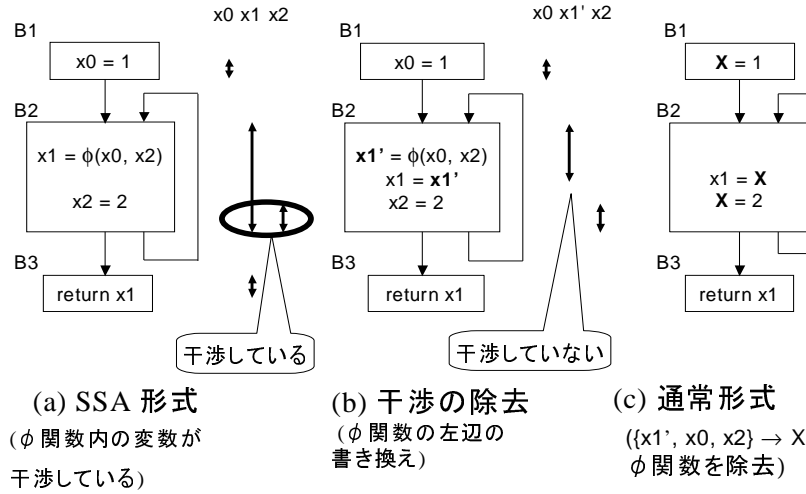 x0 x1 x2
B1
x0 = 1
B2
x1 = ϕ(x0, x2)
x2 = 2
B3
return x1
干渉している
(a) SSA 形式
(ϕ関数内の変数が
干渉している)
x0 x1' x2
B1
x0 = 1
B2
x1’ = ϕ(x0, x2)
x1 = x1’
x2 = 2
B3
return x1
干渉していない
(b) 干渉の除去
(ϕ関数の左辺の
書き換え)
B1
X = 1
B2
x1 = X
X = 2
B3
return x1
(c) 通常形式
({x1’, x0, x2} → X
ϕ関数を除去)